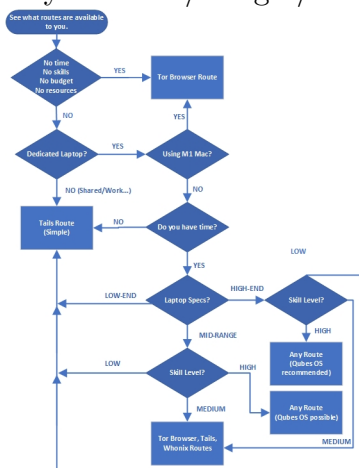 See what routes are available
to you.
No time
No skills
No budget
No resources
YES
Tor Browser Route
NO
YES
Dedicated Laptop?
YES
Using M1 Mac?
NO (Shared/Work...)
NO
Tails Route
(Simple)
NO
Do you have time?
LOW
YES
LOW-END
Laptop Specs?
HIGH-END
Skill Level?
MID-RANGE
HIGH
LOW
Skill Level?
HIGH
Any Route
(Qubes OS
recommended)
MEDIUM
Any Route
(Qubes OS possible)
Tor Browser, Tails,
Whonix Routes
MEDIUM